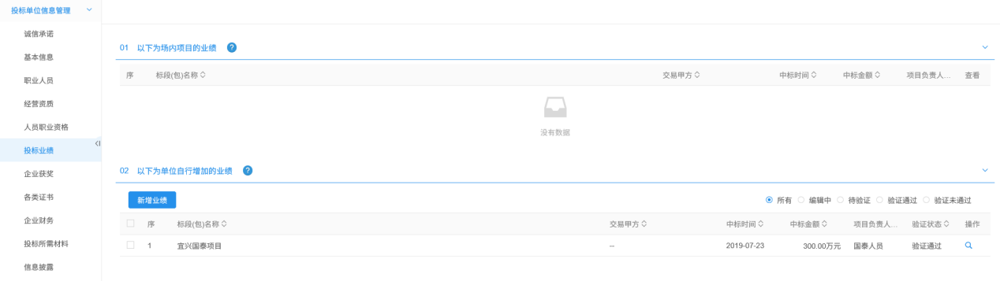 投标单位信息管理
诚信承诺
基本信息
职业人员
经营资质
人员职业资格
投标业绩
企业获奖
各类证书
企业财务
投标所需材料
信息披露
01 以下为场内项目的业绩 ?
序 标段(包)名称 交易甲方 中标时间 中标金额 项目负责人... 查看
没有数据
02 以下为单位自行增加的业绩 ?
新增业绩 所有 编辑中 待验证 验证通过 验证未通过
序 标段(包)名称 交易甲方 中标时间 中标金额 项目负责人... 验证状态 操作
1 宜兴国泰项目 -- 2019-07-23 300.00万元 国泰人员 验证通过